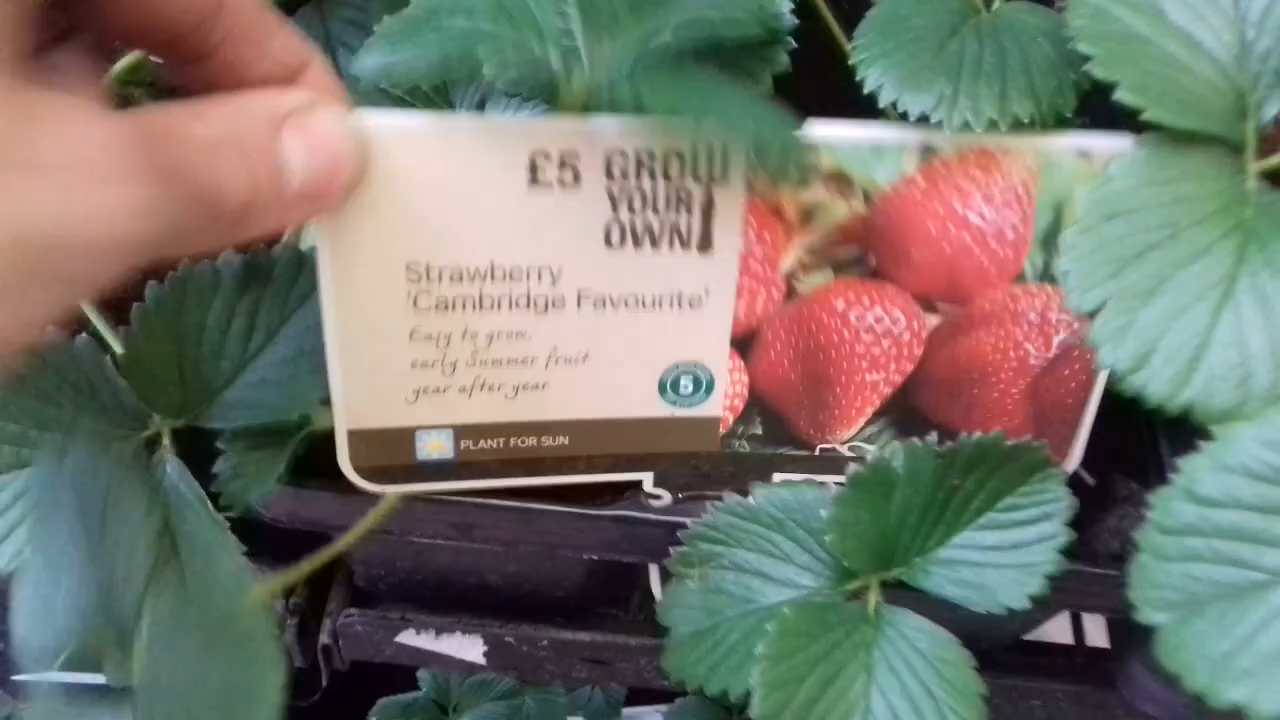 £5 GROW
YOUR
OWN
Strawberry
'Cambridge Favourite'
Easy to grow,
early Summer fruit
year after year
5
PLANT FOR SUN